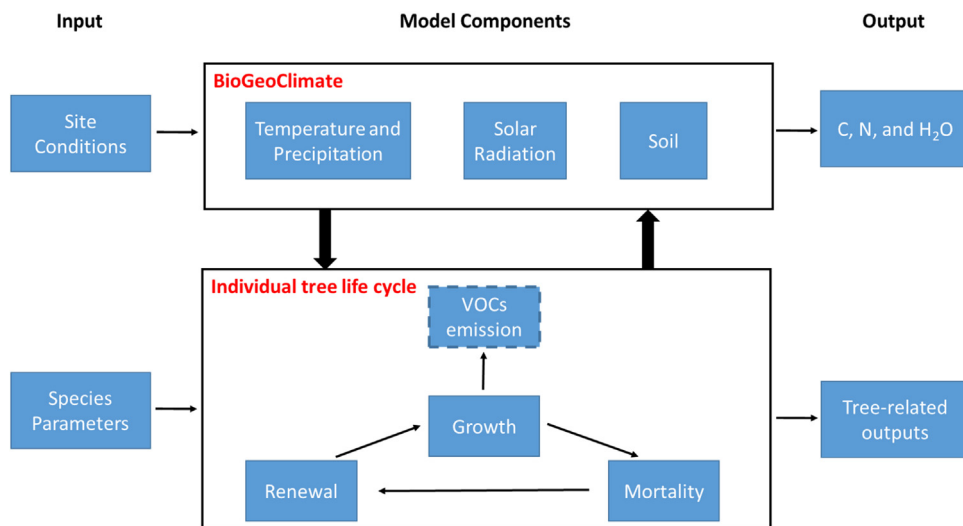 Input
Model Components
Output
BioGeoClimate
Site
Conditions
Temperature and
Precipitation
Solar
Radiation
Soil
C, N, and H₂O
Individual tree life cycle
VOCs
emission
Species
Parameters
Growth
Tree-related
outputs
Renewal
Mortality